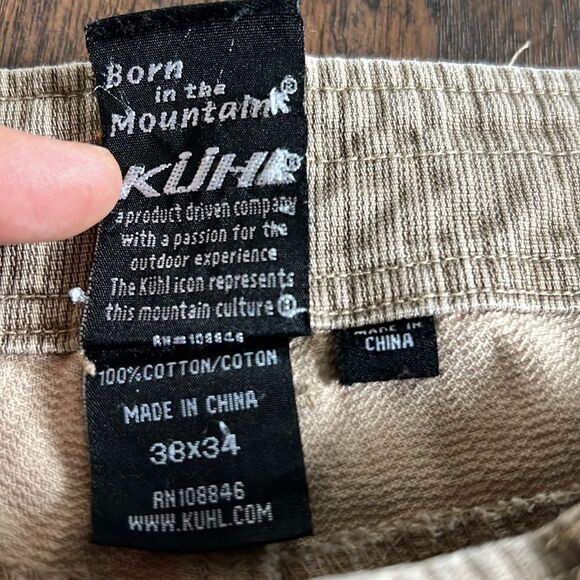 Born
in the
Mountains®
KÜHL®
a product driven company
with a passion for the
outdoor experience
The Kühl icon represents
this mountain culture
RN#108846
100%COTTON/COTON
MADE IN CHINA
38X34
RN108846
WWW.KUHL.COM
MADE IN
CHINA